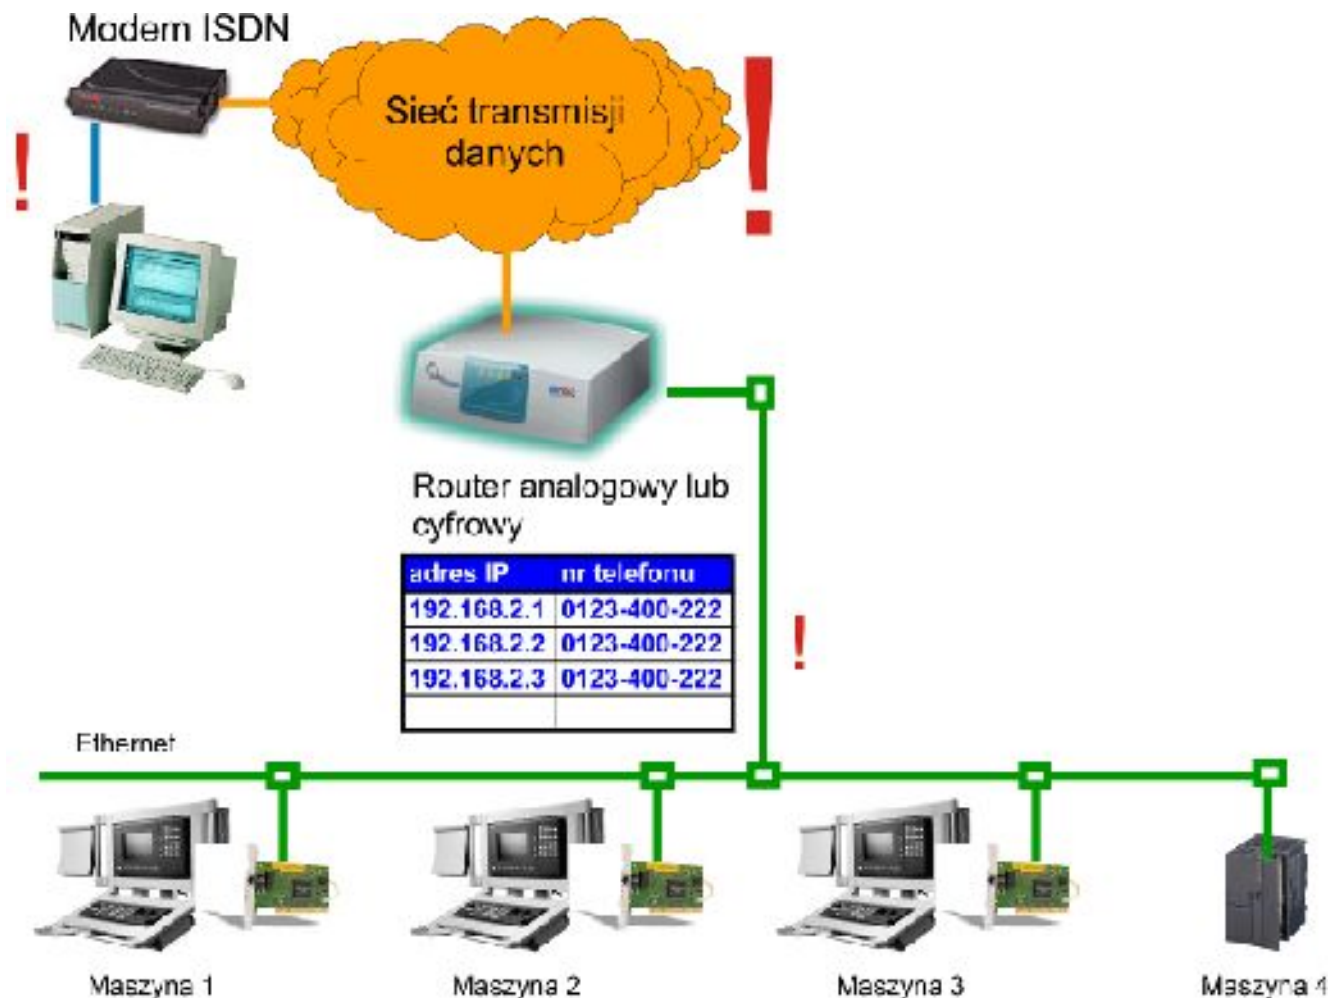 Modem ISDN
!
Sieć transmisji
danych
!
Router analogowy lub
cyfrowy
adres IP nr telefonu
192.168.2.1 0123-400-222
192.168.2.2 0123-400-222
192.168.2.3 0123-400-222
!
Ethernet
Maszyna 1 Maszyna 2 Maszyna 3 Maszyna 4